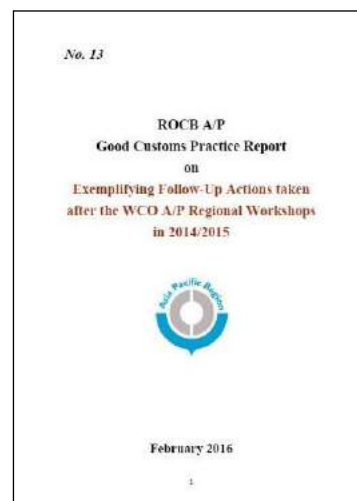 No. 13
ROCB A/P
Good Customs Practice Report
on
Exemplifying Follow-Up Actions taken
after the WCO A/P Regional Workshops
in 2014/2015
Asia Pacific Region
February 2016
1